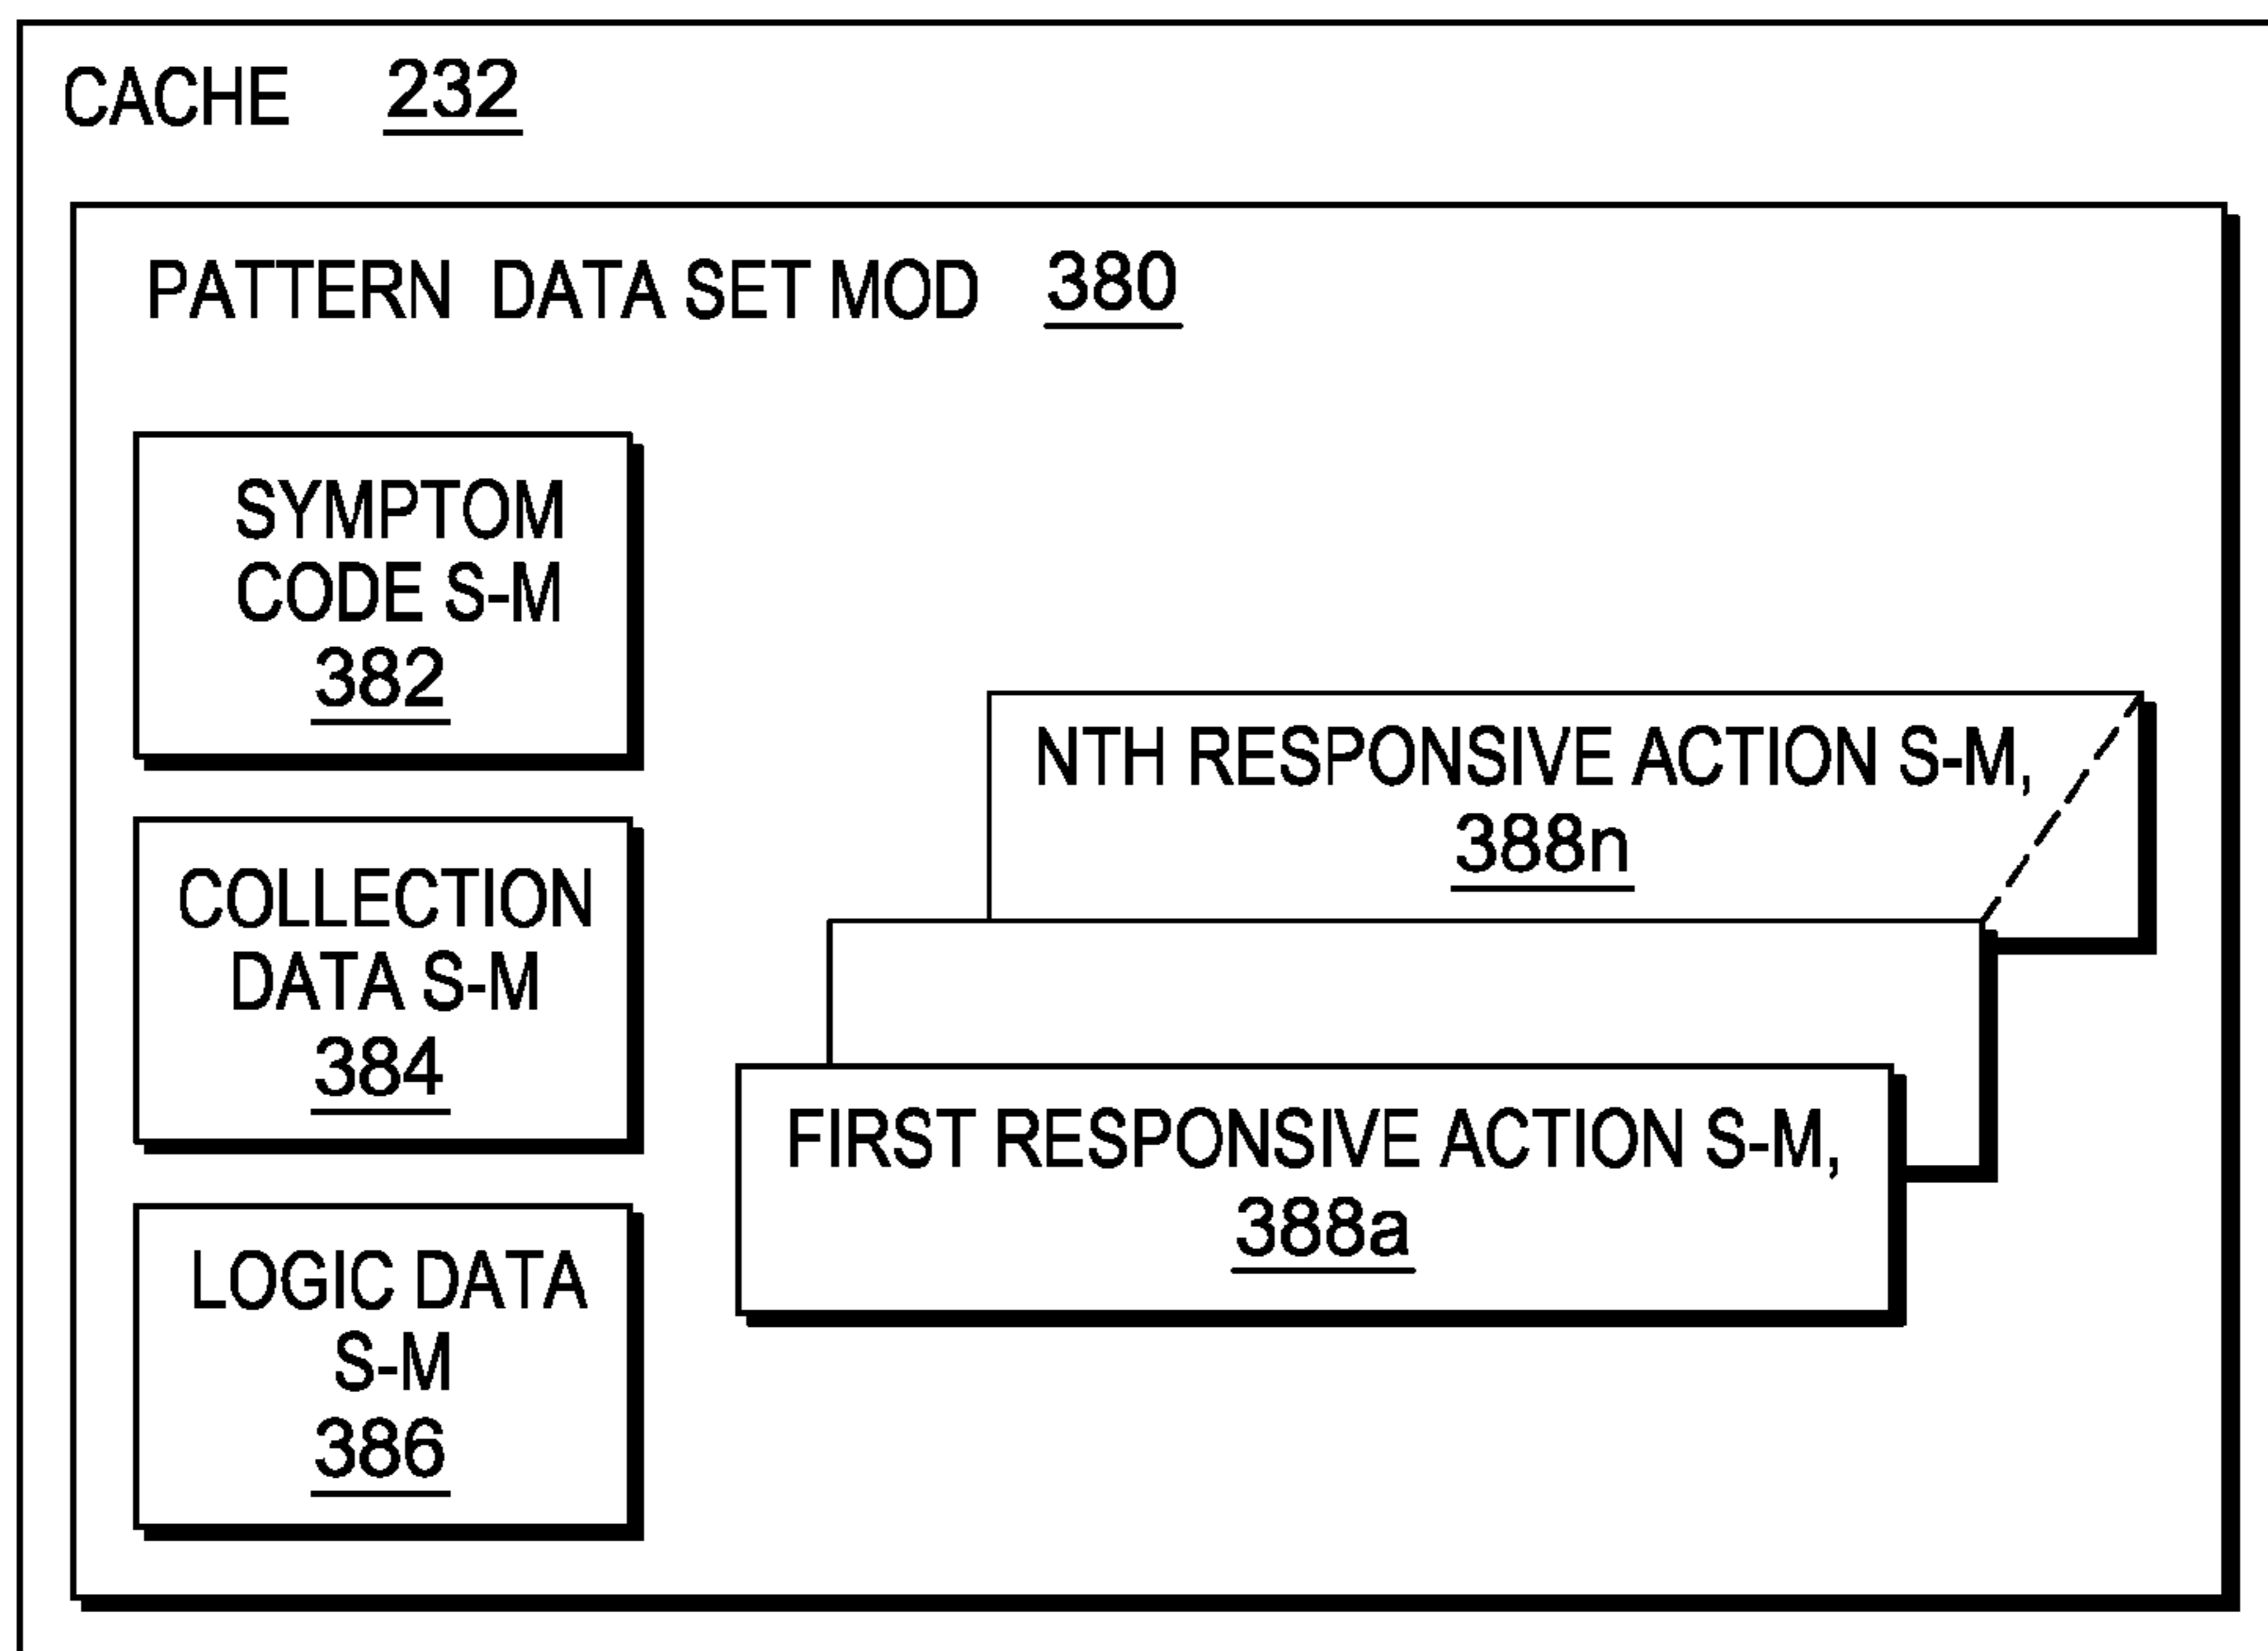 CACHE 232
PATTERN DATA SET MOD 380
SYMPTOM
CODE S-M
382
COLLECTION
DATA S-M
384
LOGIC DATA
S-M
386
NTH RESPONSIVE ACTION S-M,
388n
FIRST RESPONSIVE ACTION S-M,
388a